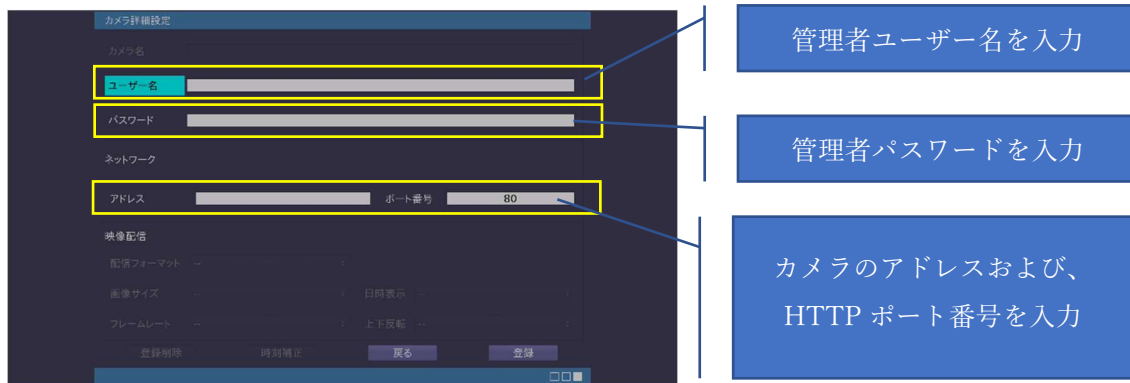 カメラ詳細設定
カメラ名
ユーザー名
パスワード
ネットワーク
アドレス ポート番号 80
映像配信
配信フォーマット -- :
画像サイズ -- : 日時表示 -- :
フレームレート -- : 上下反転 -- :
登録削除 時刻補正 戻る 登録
管理者ユーザー名を入力
管理者パスワードを入力
カメラのアドレスおよび、
HTTP ポート番号を入力